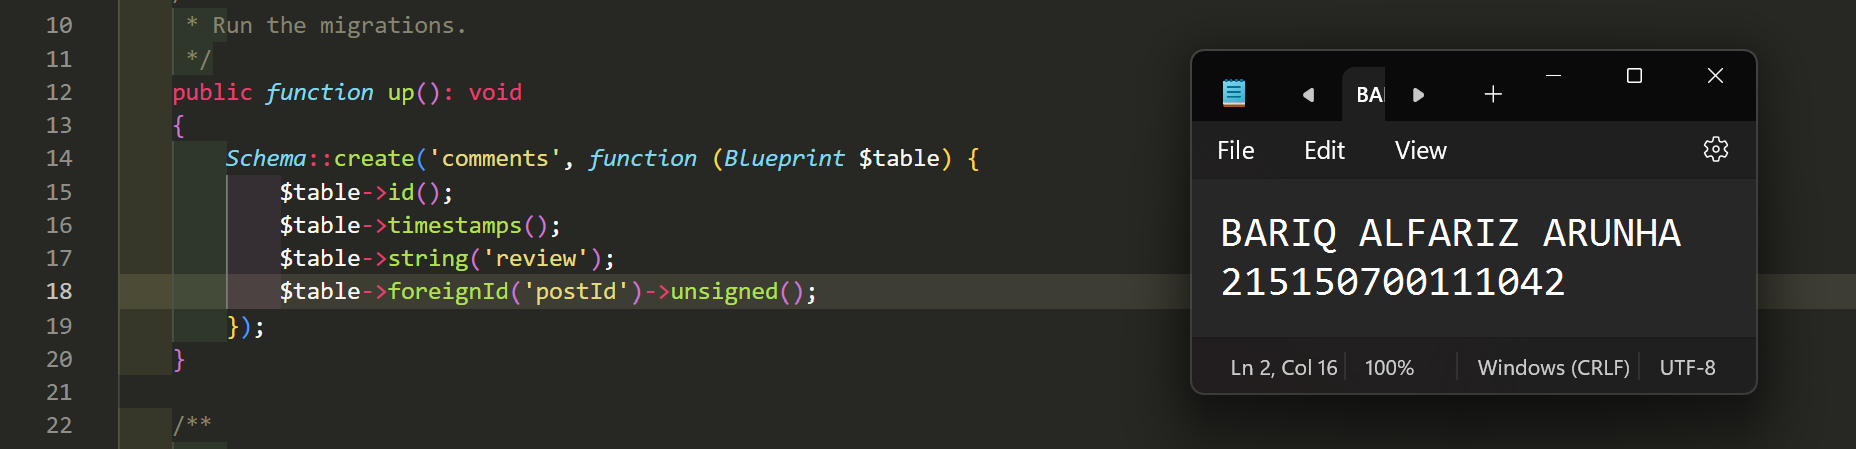 10 * Run the migrations.
11 */
12 public function up(): void
13 {
14 Schema::create('comments', function (Blueprint $table) {
15 $table->id();
16 $table->timestamps();
17 $table->string('review');
18 $table->foreignId('postId')->unsigned();
19 });
20 }
21
22 /**
BA
File Edit View
BARIQ ALFARIZ ARUNHA
215150700111042
Ln 2, Col 16 100% Windows (CRLF) UTF-8